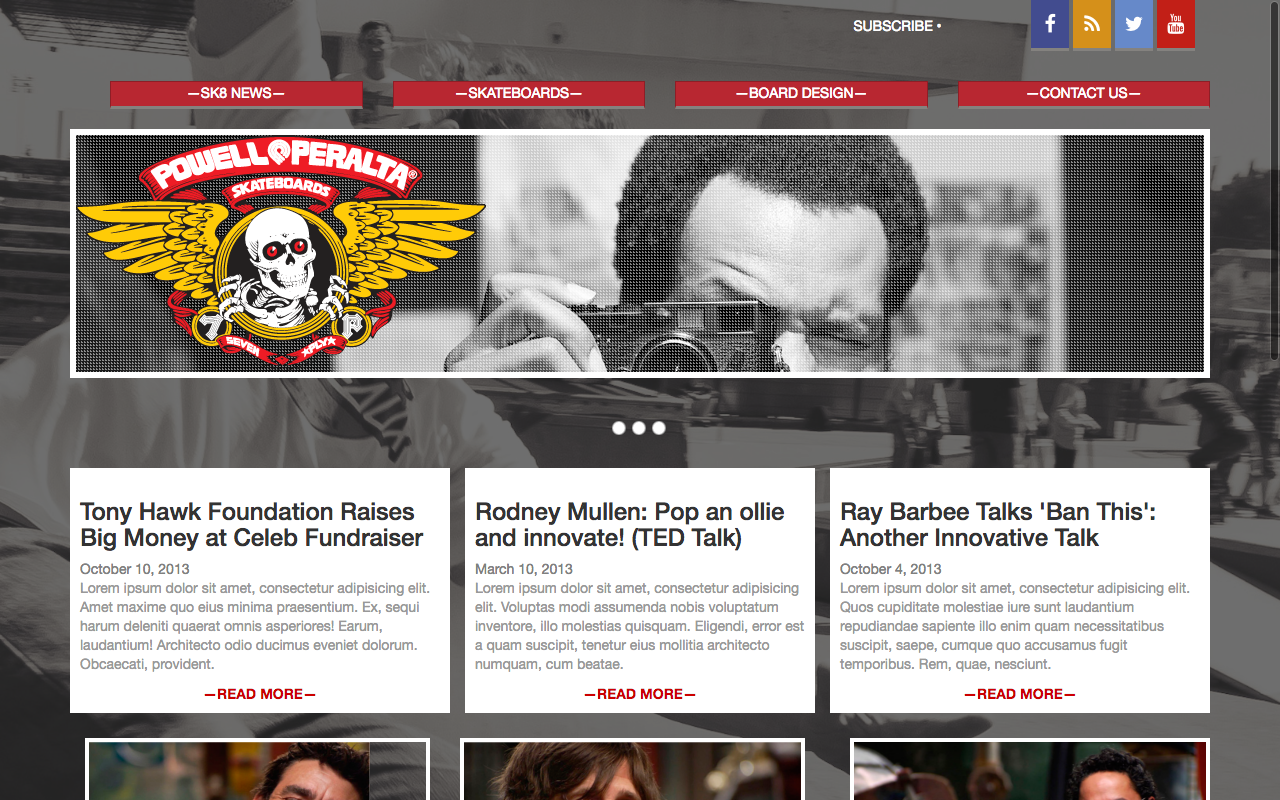 SUBSCRIBE •
You
Tube
—SK8 NEWS—
—SKATEBOARDS—
—BOARD DESIGN—
—CONTACT US—
POWELL PERALTA®
SKATEBOARDS
7 P
SEVEN PLY
Tony Hawk Foundation Raises
Big Money at Celeb Fundraiser
October 10, 2013
Lorem ipsum dolor sit amet, consectetur adipisicing elit.
Amet maxime quo eius minima praesentium. Ex, sequi
harum deleniti quaerat omnis asperiores! Earum,
laudantium! Architecto odio ducimus eveniet dolorum.
Obcaecati, provident.
—READ MORE—
Rodney Mullen: Pop an ollie
and innovate! (TED Talk)
March 10, 2013
Lorem ipsum dolor sit amet, consectetur adipisicing
elit. Voluptas modi assumenda nobis voluptatum
inventore, illo molestias quisquam. Eligendi, error est
a quam suscipit, tenetur eius mollitia architecto
numquam, cum beatae.
—READ MORE—
Ray Barbee Talks 'Ban This':
Another Innovative Talk
October 4, 2013
Lorem ipsum dolor sit amet, consectetur adipisicing elit.
Quos cupiditate molestiae iure sunt laudantium
repudiandae sapiente illo enim quam necessitatibus
suscipit, saepe, cumque quo accusamus fugit
temporibus. Rem, quae, nesciunt.
—READ MORE—